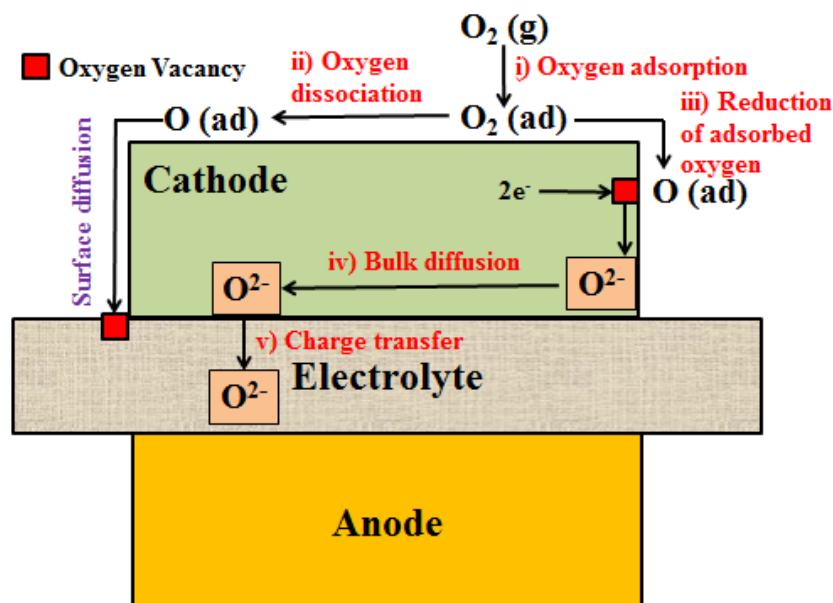 O₂ (g)
Oxygen Vacancy
ii) Oxygen
dissociation
i) Oxygen adsorption
iii) Reduction
of adsorbed
oxygen
O (ad)
O₂ (ad)
Surface diffusion
Cathode
2e⁻
O (ad)
O²⁻
iv) Bulk diffusion
O²⁻
v) Charge transfer
O²⁻
Electrolyte
Anode